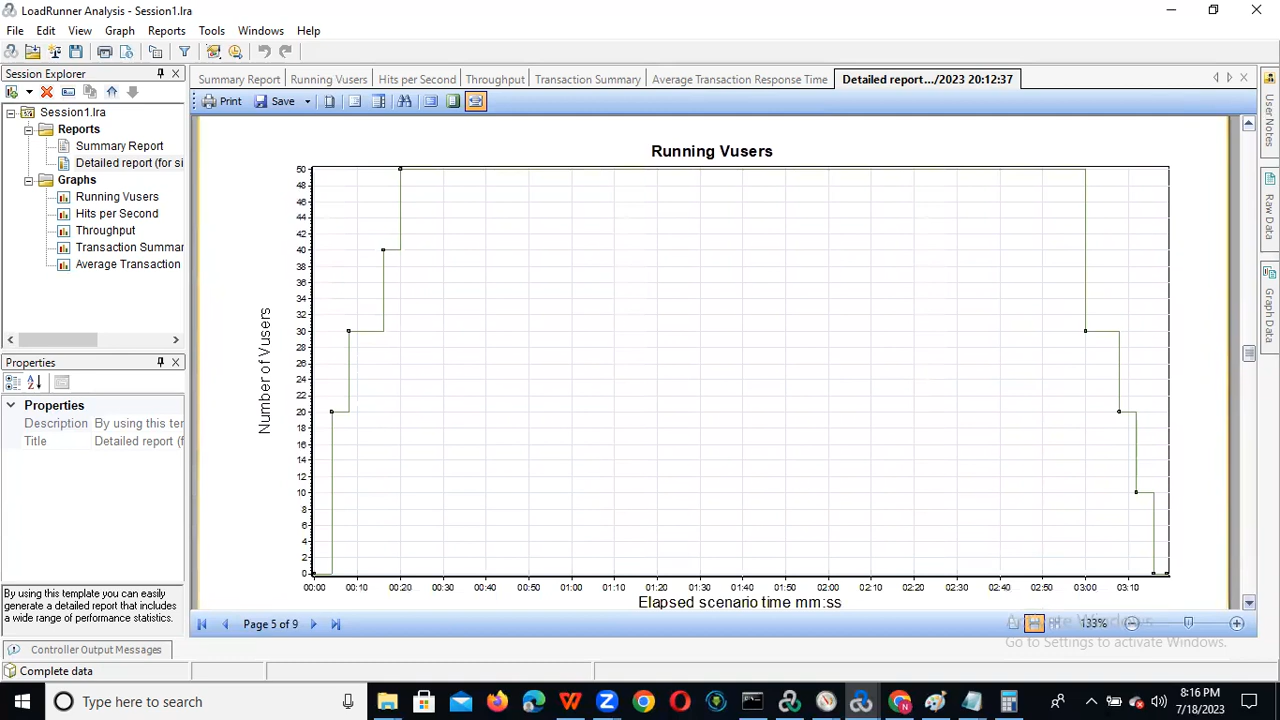 LoadRunner Analysis - Session1.lra
File Edit View Graph Reports Tools Windows Help
Session Explorer
Session1.lra
Reports
Summary Report
Detailed report (for si
Graphs
Running Vusers
Hits per Second
Throughput
Transaction Summar
Average Transaction
Properties
Properties
Description By using this ter
Title Detailed report (f
By using this template you can easily
generate a detailed report that includes
a wide range of performance statistics.
Summary Report Running Vusers Hits per Second Throughput Transaction Summary Average Transaction Response Time Detailed report.../2023 20:12:37
Print Save
Running Vusers
Number of Vusers
50
48
46
44
42
40
38
36
34
32
30
28
26
24
22
20
18
16
14
12
10
8
6
4
2
0
00:00 00:10 00:20 00:30 00:40 00:50 01:00 01:10 01:20 01:30 01:40 01:50 02:00 02:10 02:20 02:30 02:40 02:50 03:00 03:10
Elapsed scenario time mm:ss
Page 5 of 9
133%
Activate Windows
Go to Settings to activate Windows.
User Notes
Raw Data
Graph Data
Controller Output Messages
Complete data
Type here to search
8:16 PM
7/18/2023